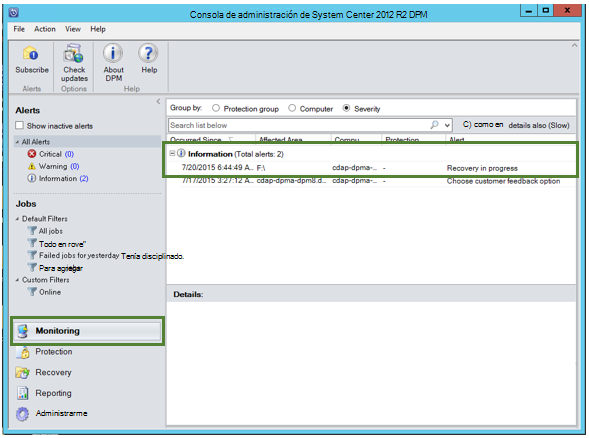 Consola de administración de System Center 2012 R2 DPM
File Action View Help
Subscribe
Check updates
About DPM
Help
Alerts Options Help
Alerts
Show inactive alerts
All Alerts
Critical (0)
Warning (0)
Information (2)
Jobs
Default Filters
All jobs
Todo en rove"
Failed jobs for yesterday Tenía disciplinado.
Para agregar
Custom Filters
Online
Monitoring
Protection
Recovery
Reporting
Administrarme
Group by: Protection group Computer Severity
Search list below C) como en details also (Slow)
Occurred Since Affected Area Compu.. Protection Alert
Information (Total alerts: 2)
7/20/2015 6:44:49 A.. F:\ cdap-dpma-.. - Recovery in progress
7/17/2015 3:27:12 A.. cdap-dpma-dpm8.d.. cdap-dpma-.. - Choose customer feedback option
Details: